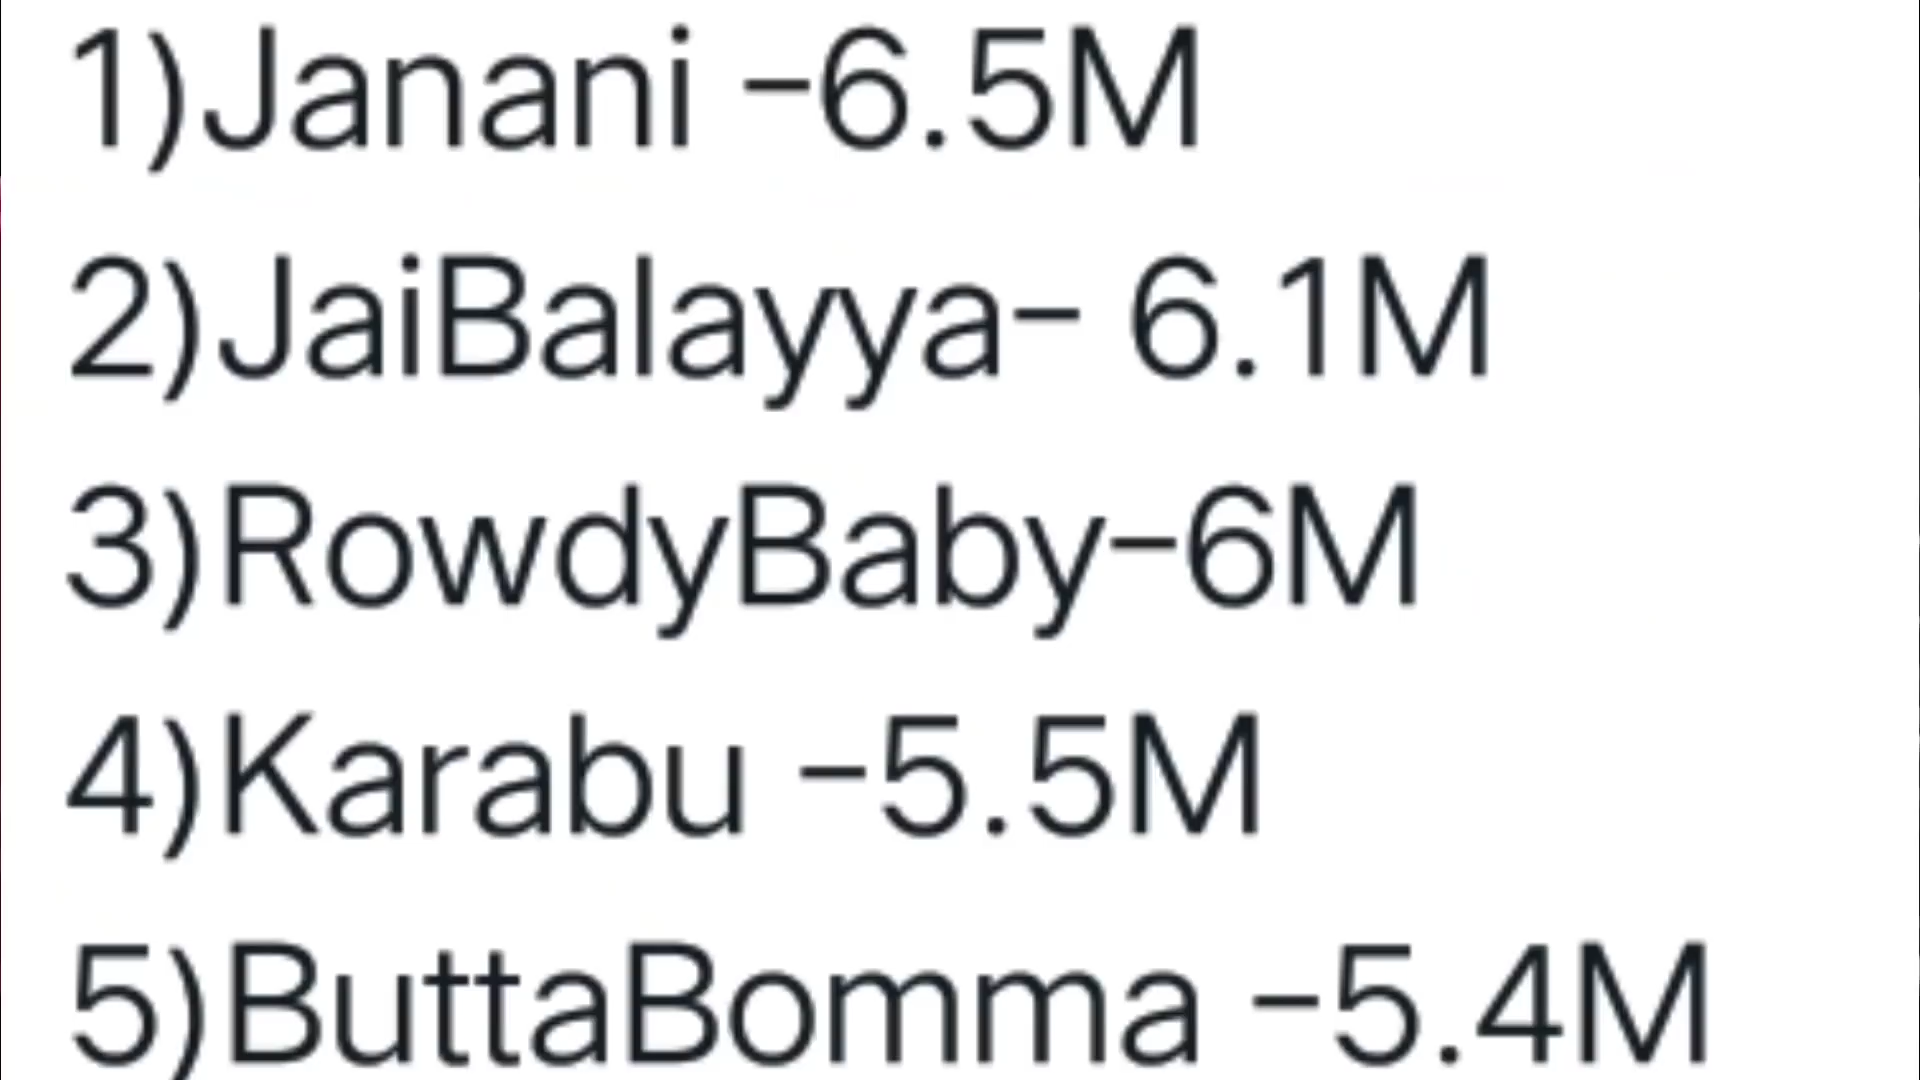 1)Janani -6.5M
2)JaiBalayya- 6.1M
3)RowdyBaby-6M
4)Karabu -5.5M
5)ButtaBomma -5.4M